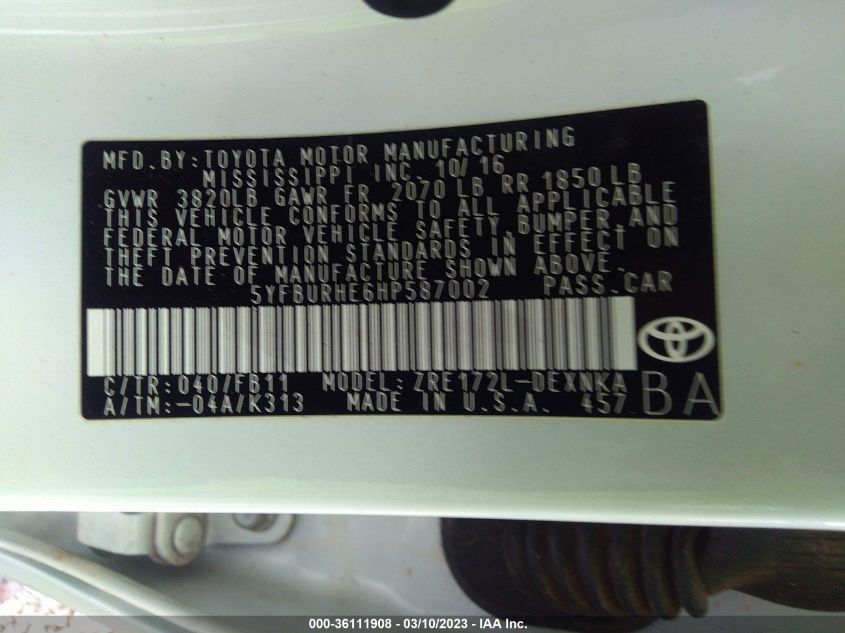 MFD. BY: TOYOTA MOTOR MANUFACTURING
MISSISSIPPI INC. 10/16
GVWR 3820LB GAWR FR 2070 LB RR 1850 LB
THIS VEHICLE CONFORMS TO ALL APPLICABLE
FEDERAL MOTOR VEHICLE SAFETY, BUMPER, AND
THEFT PREVENTION STANDARDS IN EFFECT ON
THE DATE OF MANUFACTURE SHOWN ABOVE.
5YFBURHE6HP587002 PASS. CAR
C/TR: 040/FB11 MODEL: ZRE172L-DEXNKA
A/TM: -04A/K313 MADE IN U.S.A. 457 BA
000-36111908 - 03/10/2023 - IAA Inc.